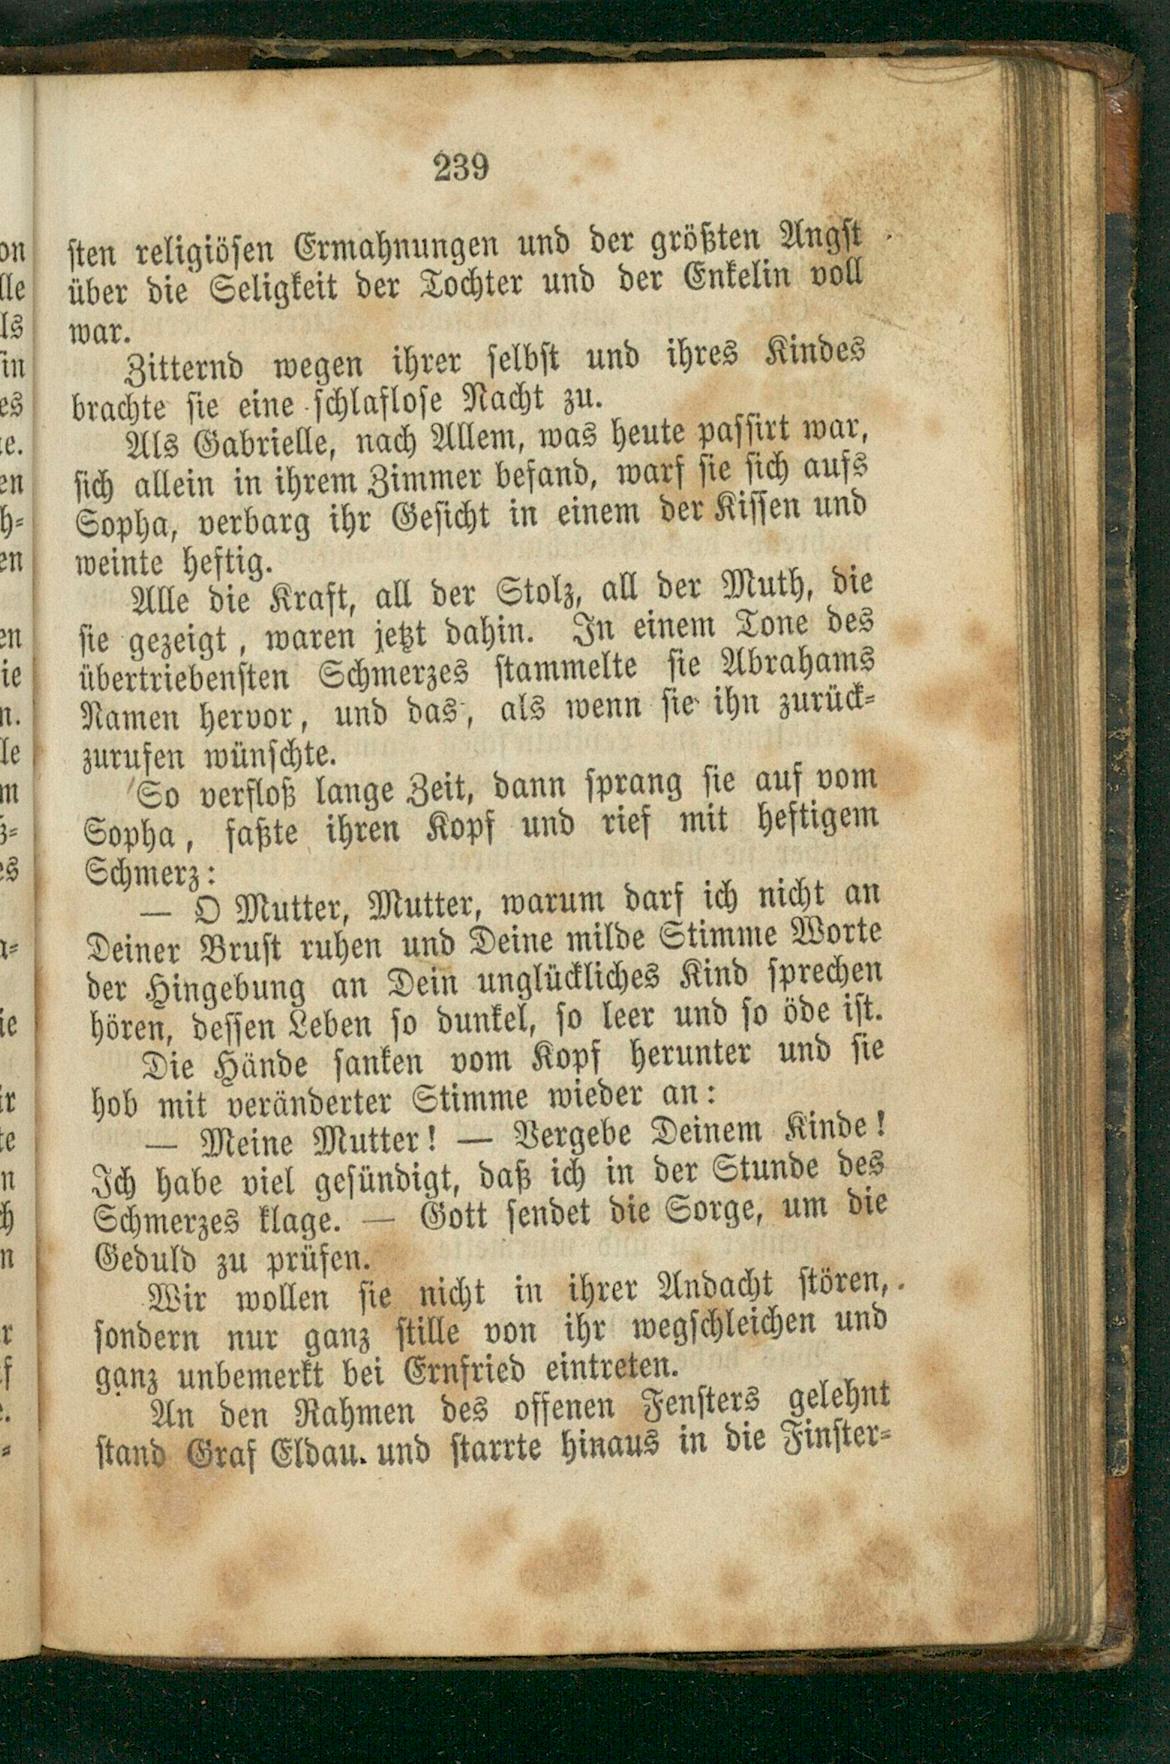 239
sten religiösen Ermahnungen und der größten Angst
über die Seligkeit der Tochter und der Enkelin voll
war.
Zitternd wegen ihrer selbst und ihres Kindes
brachte sie eine schlaflose Nacht zu.
Als Gabrielle, nach Allem, was heute passirt war,
sich allein in ihrem Zimmer befand, warf sie sich aufs
Sopha, verbarg ihr Gesicht in einem der Kissen und
weinte heftig.
Alle die Kraft, all der Stolz, all der Muth, die
sie gezeigt, waren jetzt dahin. In einem Tone des
übertriebensten Schmerzes stammelte sie Abrahams
Namen hervor, und das, als wenn sie ihn zurück-
zurufen wünschte.
So verfloß lange Zeit, dann sprang sie auf vom
Sopha, faßte ihren Kopf und rief mit heftigem
Schmerz:
— O Mutter, Mutter, warum darf ich nicht an
Deiner Brust ruhen und Deine milde Stimme Worte
der Hingebung an Dein unglückliches Kind sprechen
hören, dessen Leben so dunkel, so leer und so öde ist.
Die Hände sanken vom Kopf herunter und sie
hob mit veränderter Stimme wieder an:
— Meine Mutter! — Vergebe Deinem Kinde!
Ich habe viel gesündigt, daß ich in der Stunde des
Schmerzes klage. — Gott sendet die Sorge, um die
Geduld zu prüfen.
Wir wollen sie nicht in ihrer Andacht stören,
sondern nur ganz stille von ihr wegschleichen und
ganz unbemerkt bei Ernfried eintreten.
An den Rahmen des offenen Fensters gelehnt
stand Graf Eldau. und starrte hinaus in die Finster-